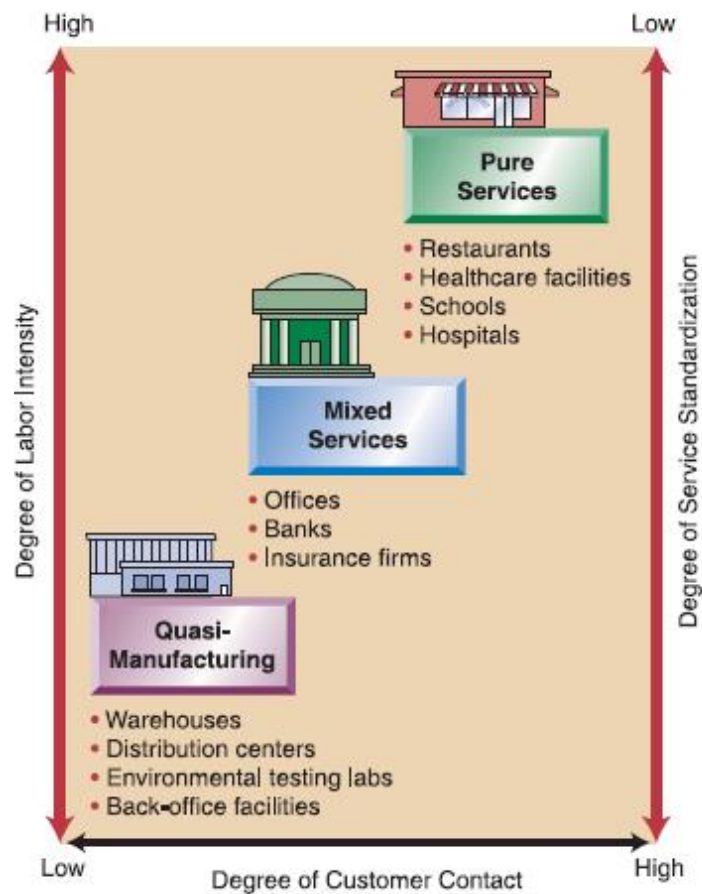 High
Low
Pure
Services
• Restaurants
• Healthcare facilities
• Schools
• Hospitals
Degree of Labor Intensity
Degree of Service Standardization
Mixed
Services
• Offices
• Banks
• Insurance firms
Quasi-
Manufacturing
• Warehouses
• Distribution centers
• Environmental testing labs
• Back-office facilities
Low
High
Degree of Customer Contact